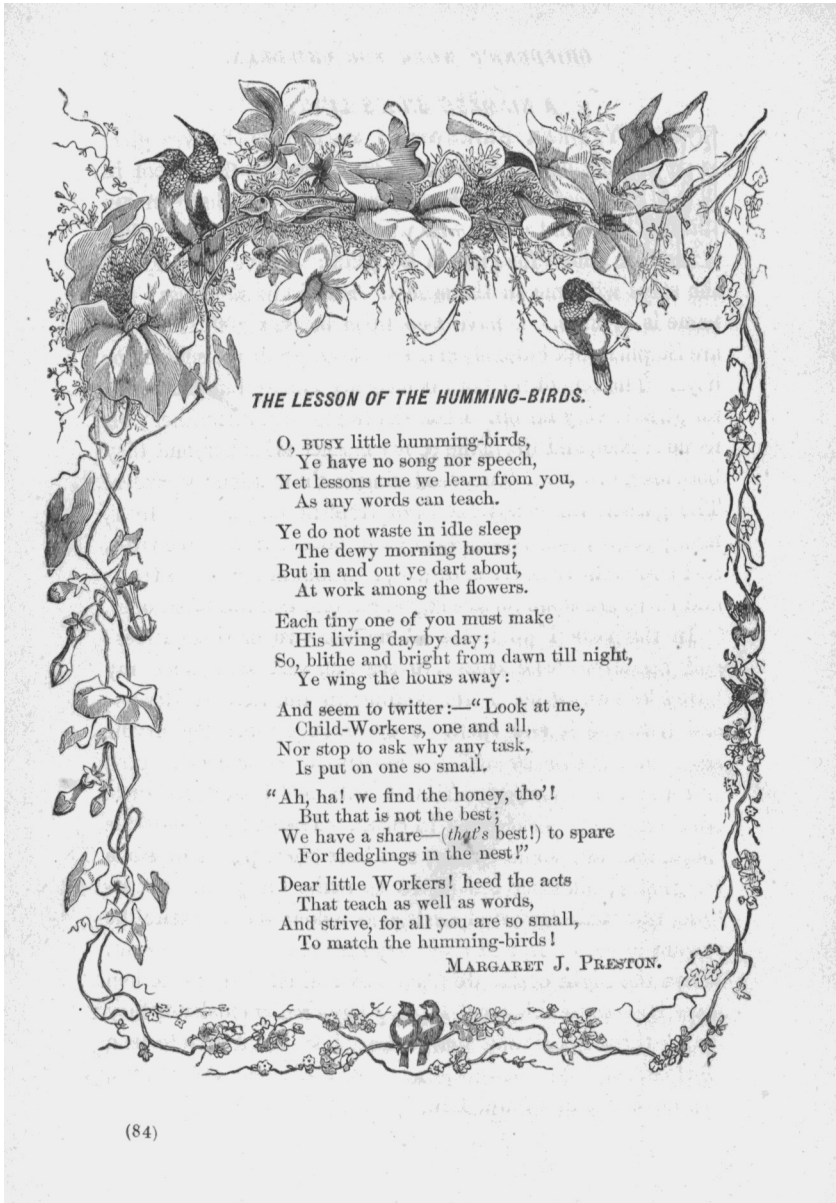 THE LESSON OF THE HUMMING-BIRDS.
O, BUSY little humming-birds,
Ye have no song nor speech,
Yet lessons true we learn from you,
As any words can teach.
Ye do not waste in idle sleep
The dewy morning hours;
But in and out ye dart about,
At work among the flowers.
Each tiny one of you must make
His living day by day;
So, blithe and bright from dawn till night,
Ye wing the hours away:
And seem to twitter:—"Look at me,
Child-Workers, one and all,
Nor stop to ask why any task,
Is put on one so small.
"Ah, ha! we find the honey, tho'!
But that is not the best;
We have a share—(that's best!) to spare
For fledglings in the nest!"
Dear little Workers! heed the acts
That teach as well as words,
And strive, for all you are so small,
To match the humming-birds!
MARGARET J. PRESTON.
(84)